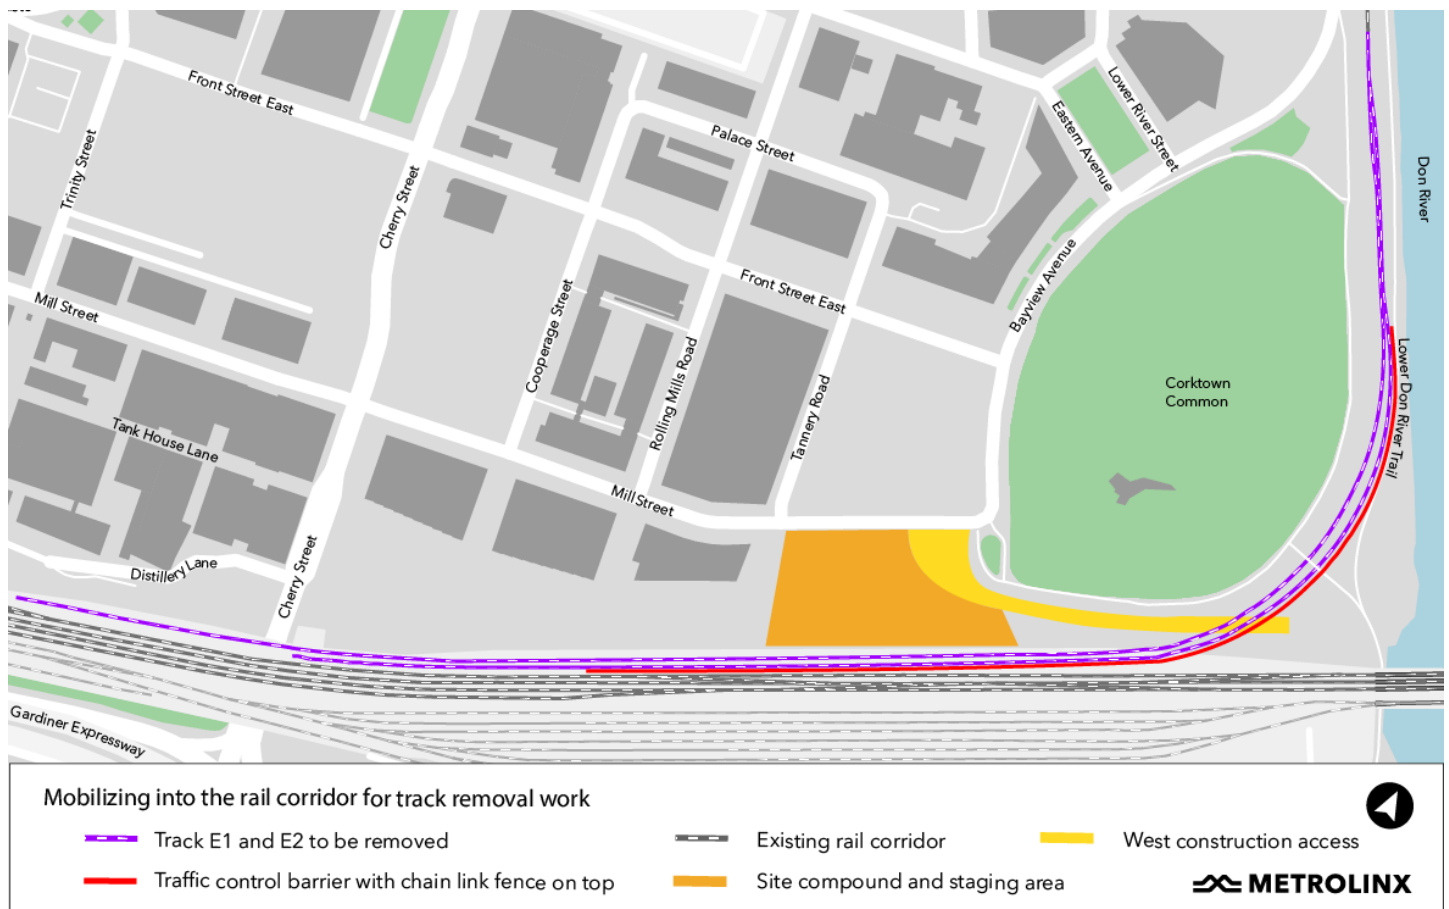 Front Street East
Trinity Street
Cherry Street
Palace Street
Eastern Avenue
Lower River Street
Don River
Mill Street
Cooperage Street
Rolling Mills Road
Front Street East
Tannery Road
Bayview Avenue
Corktown
Common
Lower Don River Trail
Tank House Lane
Mill Street
Distillery Lane
Cherry Street
Gardiner Expressway
Mobilizing into the rail corridor for track removal work
Track E1 and E2 to be removed
Existing rail corridor
West construction access
Traffic control barrier with chain link fence on top
Site compound and staging area
METROLINX